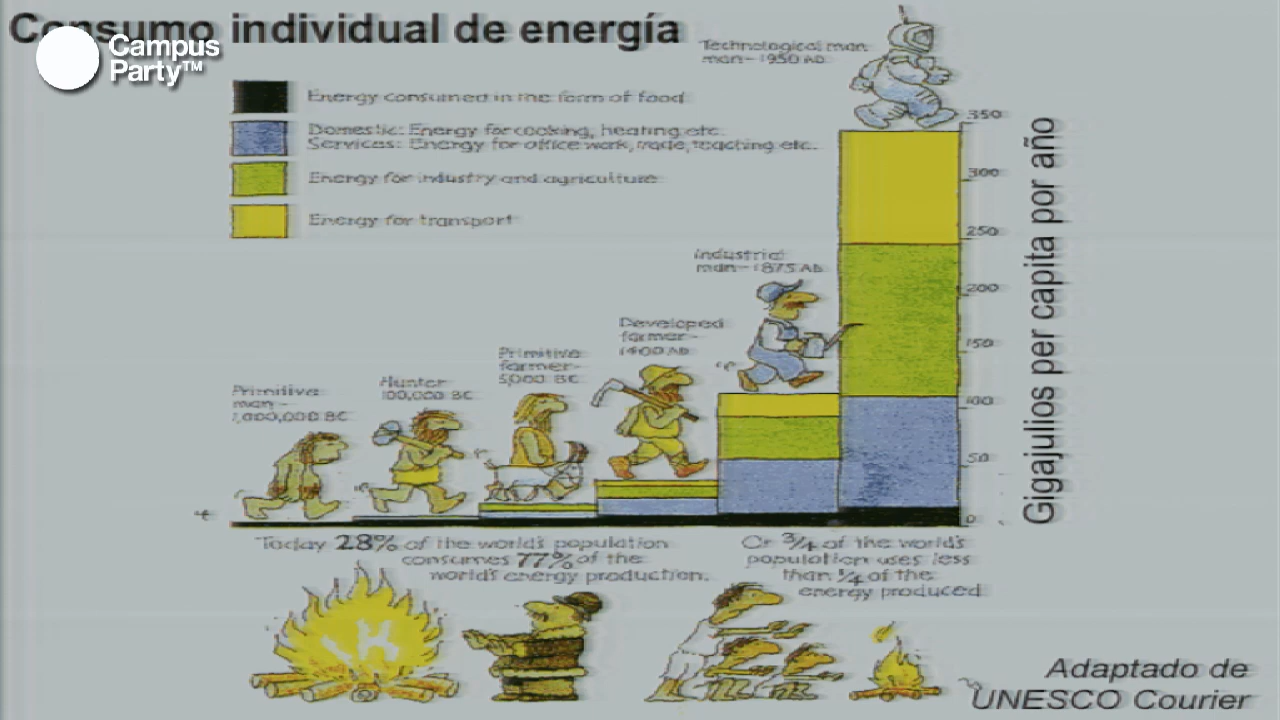 Consumo individual de energía
Campus
Party™
Technological man
man-1950 AD.
Energy consumed in the form of food
Domestic: Energy for cooking, heating etc.
Services: Energy for office work, trade, teaching etc.
Energy for industry and agriculture
Energy for transport
350
300
250
200
150
100
50
0
Gigajulios per capita por año
Industrial
man-1875 AD.
Developed
farmer-
1400 AD.
Primitive
farmer-
5,000 BC
Hunter
100,000 BC
Primitive
man-
1,000,000 BC
Today 28% of the world's population
consumes 77% of the
world's energy production.
Or ¾ of the world's
population uses less
than ¼ of the
energy produced
Adaptado de
UNESCO Courier